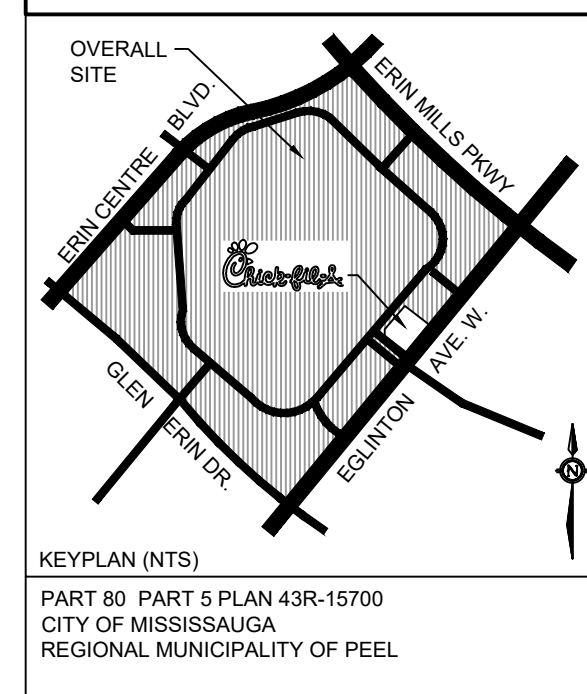 OVERALL
SITE
ERIN CENTRE BLVD.
ERIN MILLS PKWY
Chick-fil-A
GLEN ERIN DR.
EGLINTON AVE. W.
N
KEYPLAN (NTS)
PART 80 PART 5 PLAN 43R-15700
CITY OF MISSISSAUGA
REGIONAL MUNICIPALITY OF PEEL